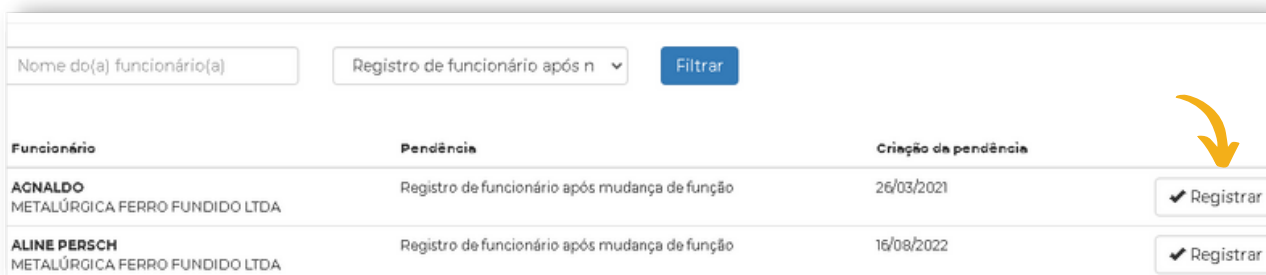 Nome do(a) funcionário(a)
Registro de funcionário após n
Filtrar
Funcionário Pendência Criação da pendência
AGNALDO Registro de funcionário após mudança de função 26/03/2021 Registrar
METALÚRGICA FERRO FUNDIDO LTDA
ALINE PERSCH Registro de funcionário após mudança de função 16/08/2022 Registrar
METALÚRGICA FERRO FUNDIDO LTDA